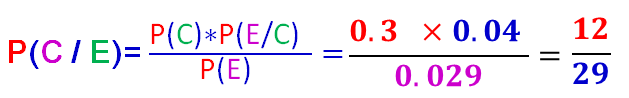 P(C / E)= P(C)*P(E/C) / P(E) = 0.3 × 0.04 / 0.029 = 12 / 29